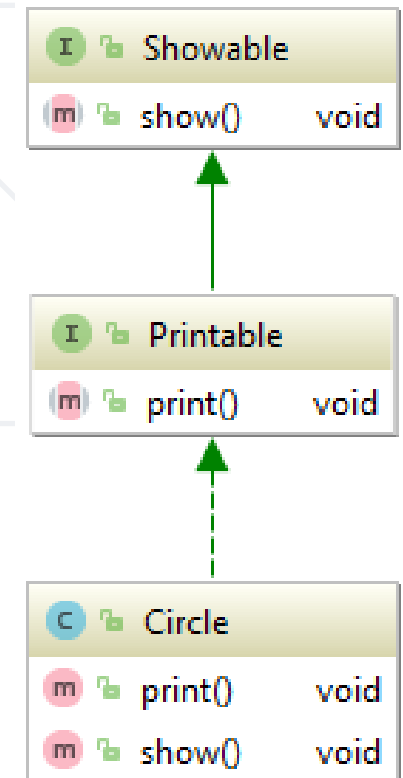 I Showable
m show() void
I Printable
m print() void
C Circle
m print() void
m show() void